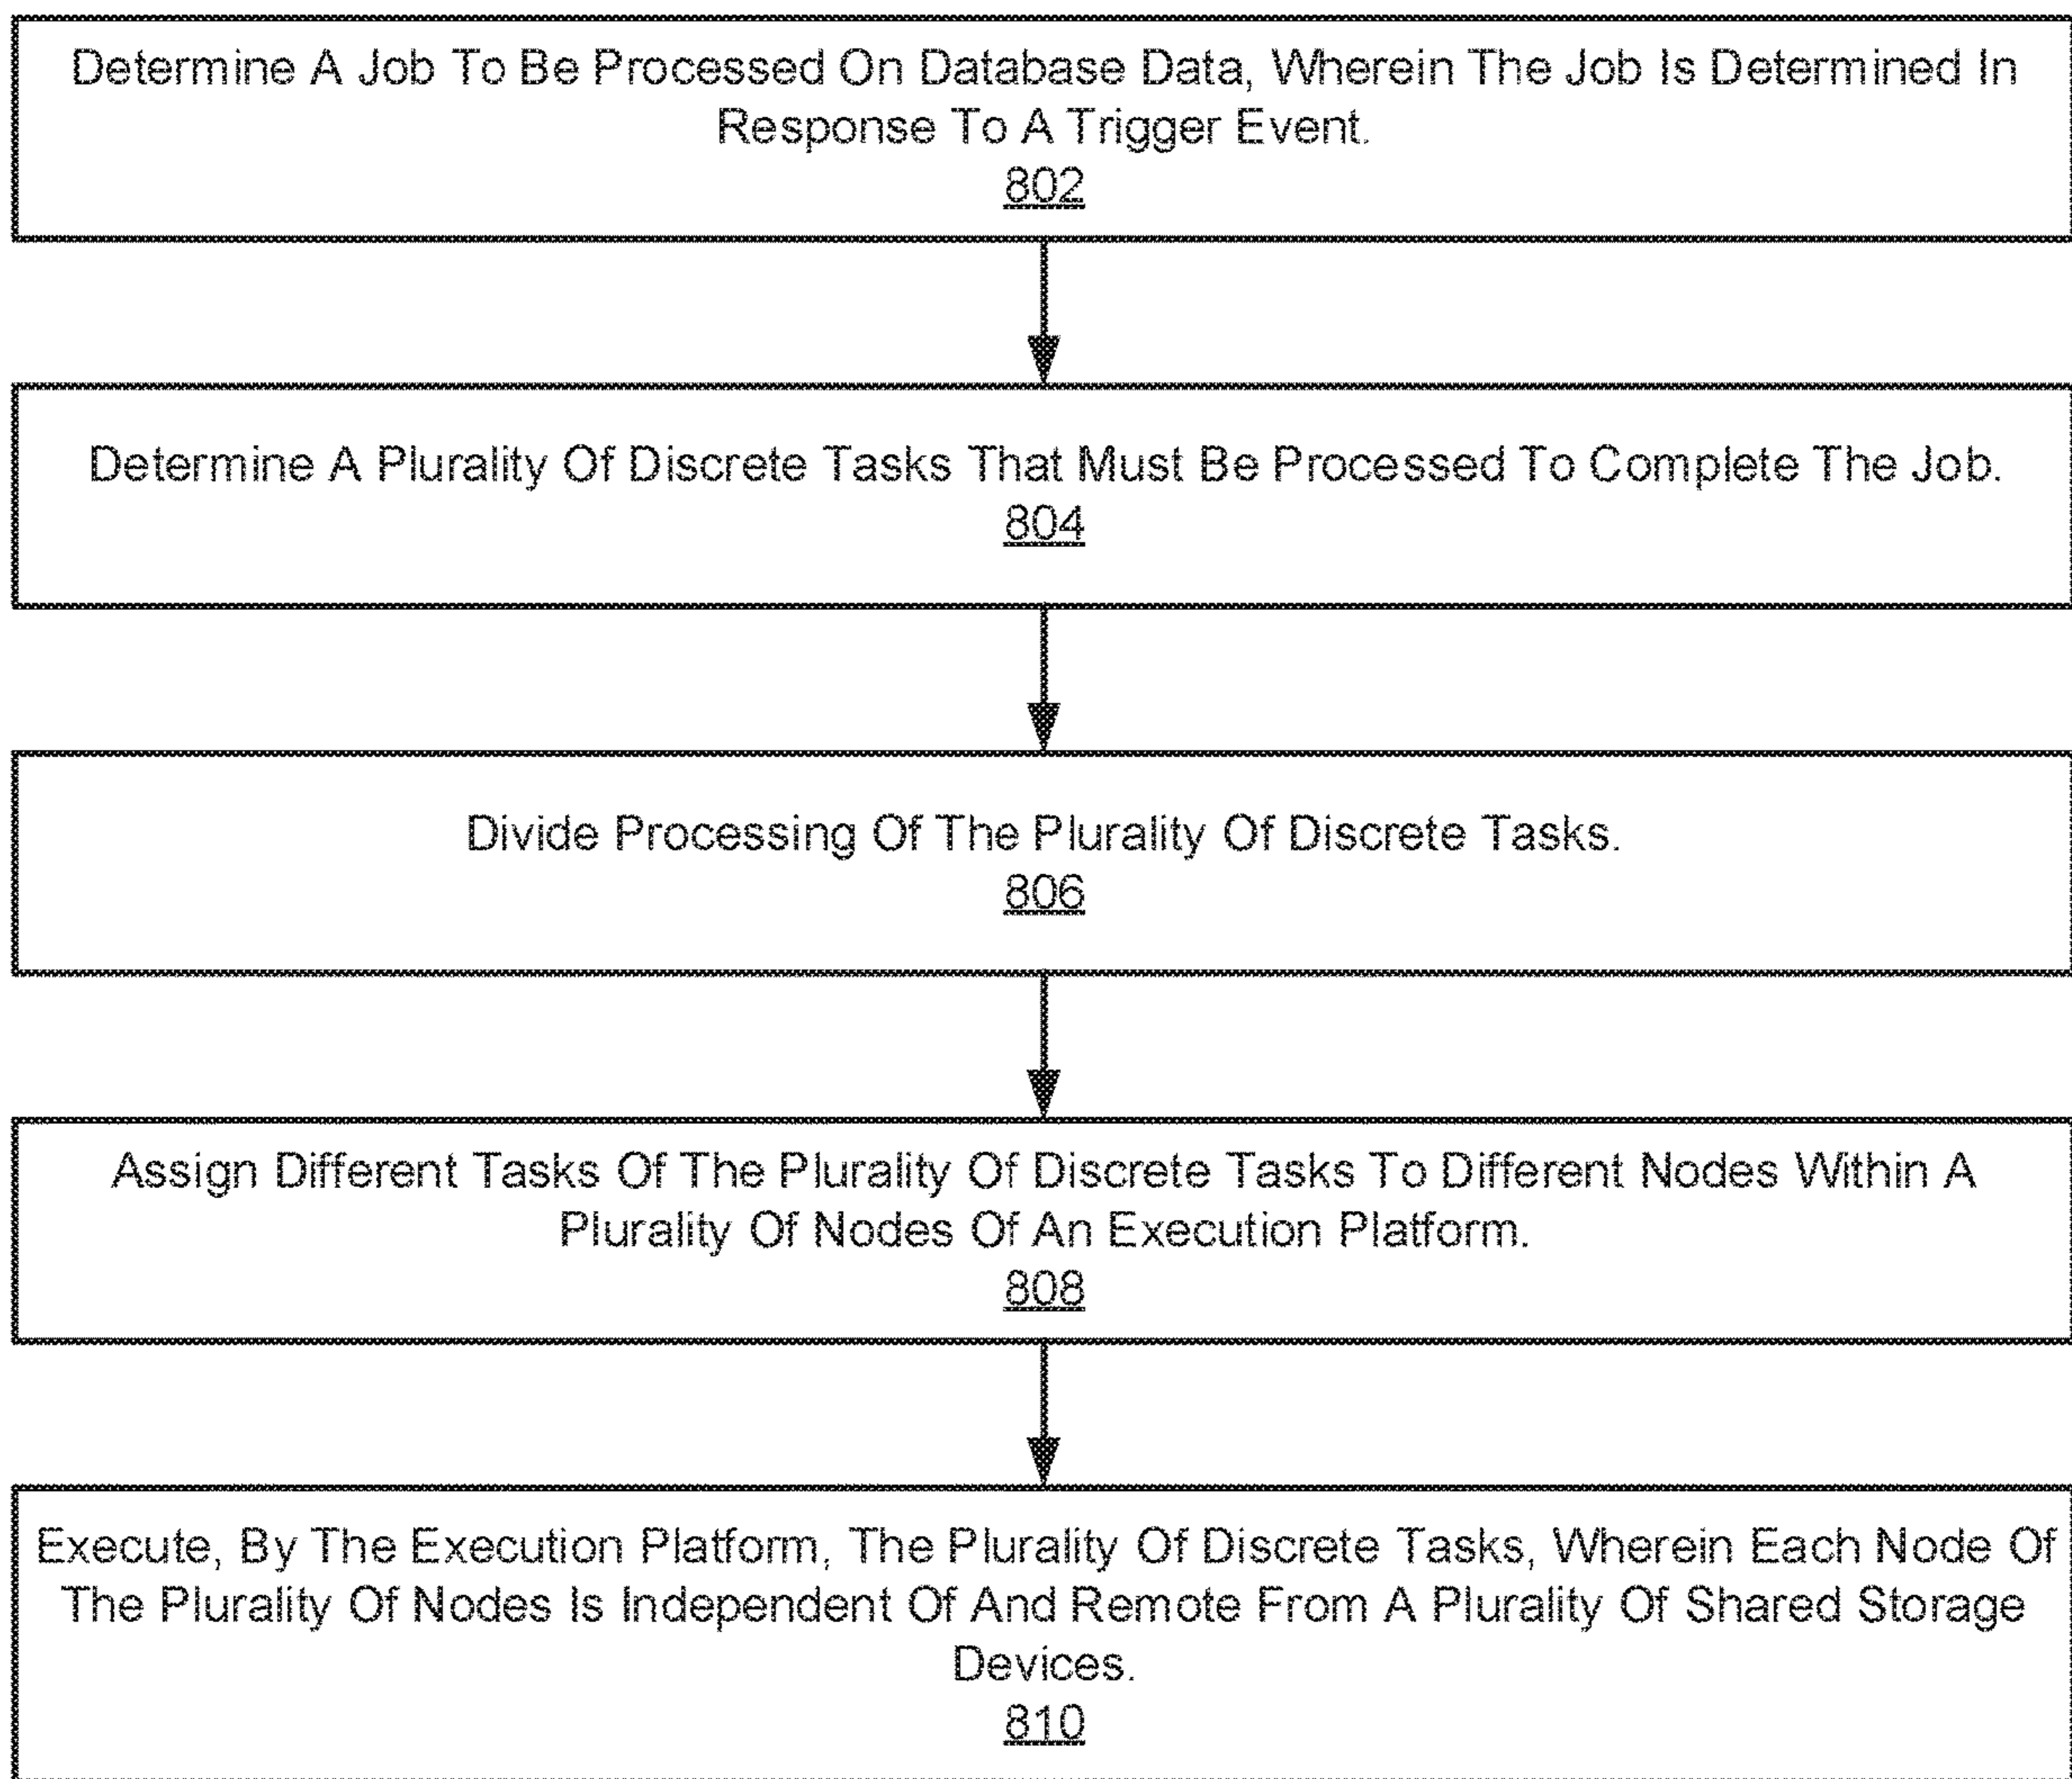 Determine A Job To Be Processed On Database Data, Wherein The Job Is Determined In
Response To A Trigger Event.
802
Determine A Plurality Of Discrete Tasks That Must Be Processed To Complete The Job.
804
Divide Processing Of The Plurality Of Discrete Tasks.
806
Assign Different Tasks Of The Plurality Of Discrete Tasks To Different Nodes Within A
Plurality Of Nodes Of An Execution Platform.
808
Execute, By The Execution Platform, The Plurality Of Discrete Tasks, Wherein Each Node Of
The Plurality Of Nodes Is Independent Of And Remote From A Plurality Of Shared Storage
Devices.
810